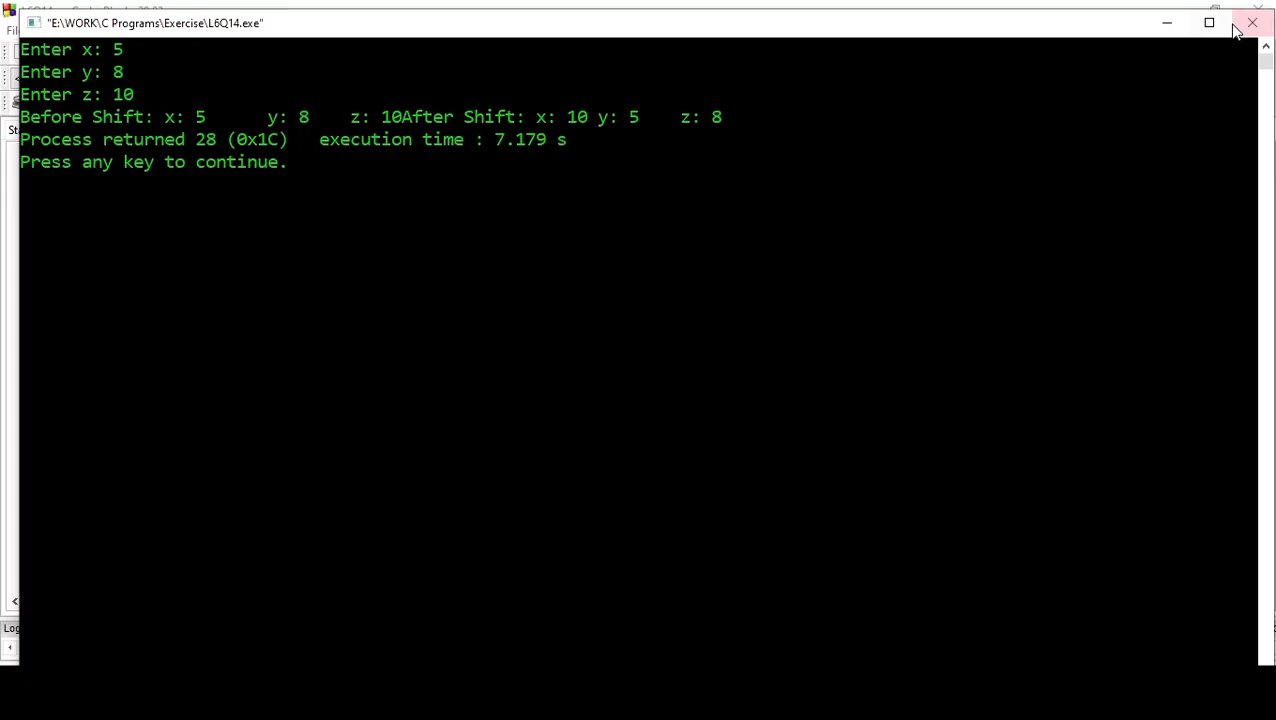 "E:\WORK\C Programs\Exercise\L6Q14.exe"
Enter x: 5
Enter y: 8
Enter z: 10
Before Shift: x: 5      y: 8    z: 10After Shift: x: 10 y: 5    z: 8
Process returned 28 (0x1C)   execution time : 7.179 s
Press any key to continue.